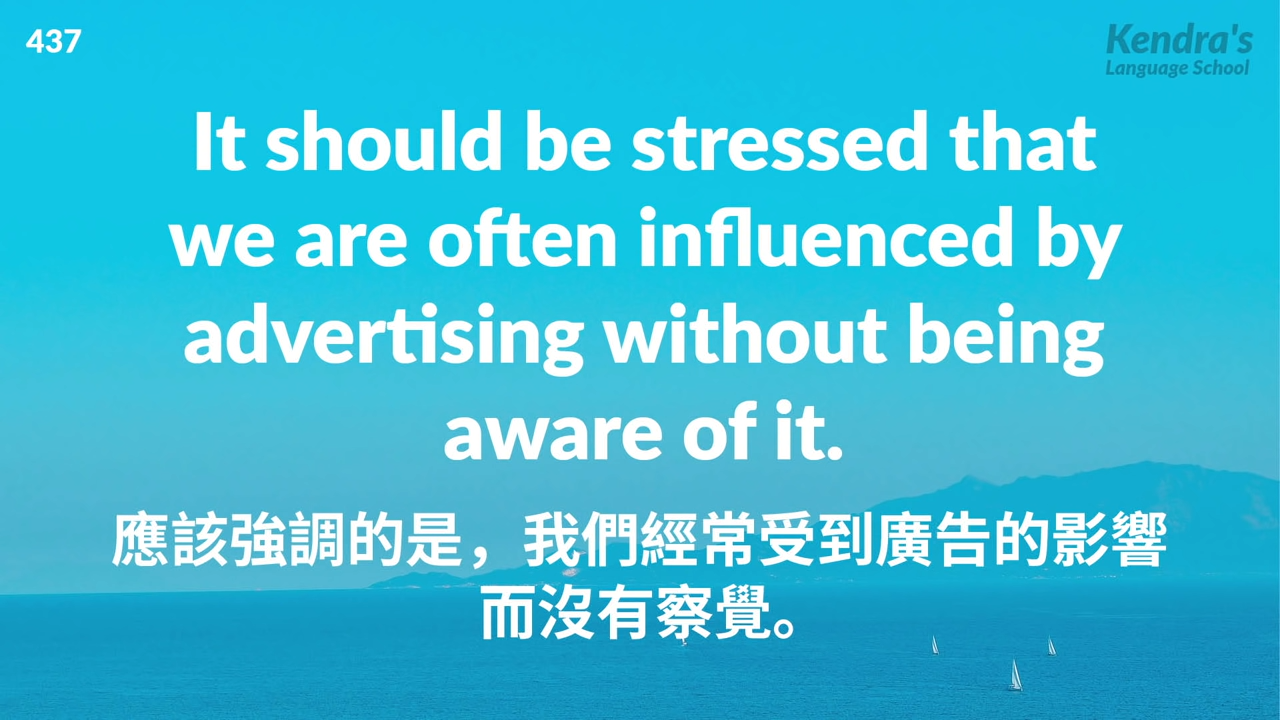 437
Kendra's
Language School
It should be stressed that
we are often influenced by
advertising without being
aware of it.
應該強調的是，我們經常受到廣告的影響
而沒有察覺。